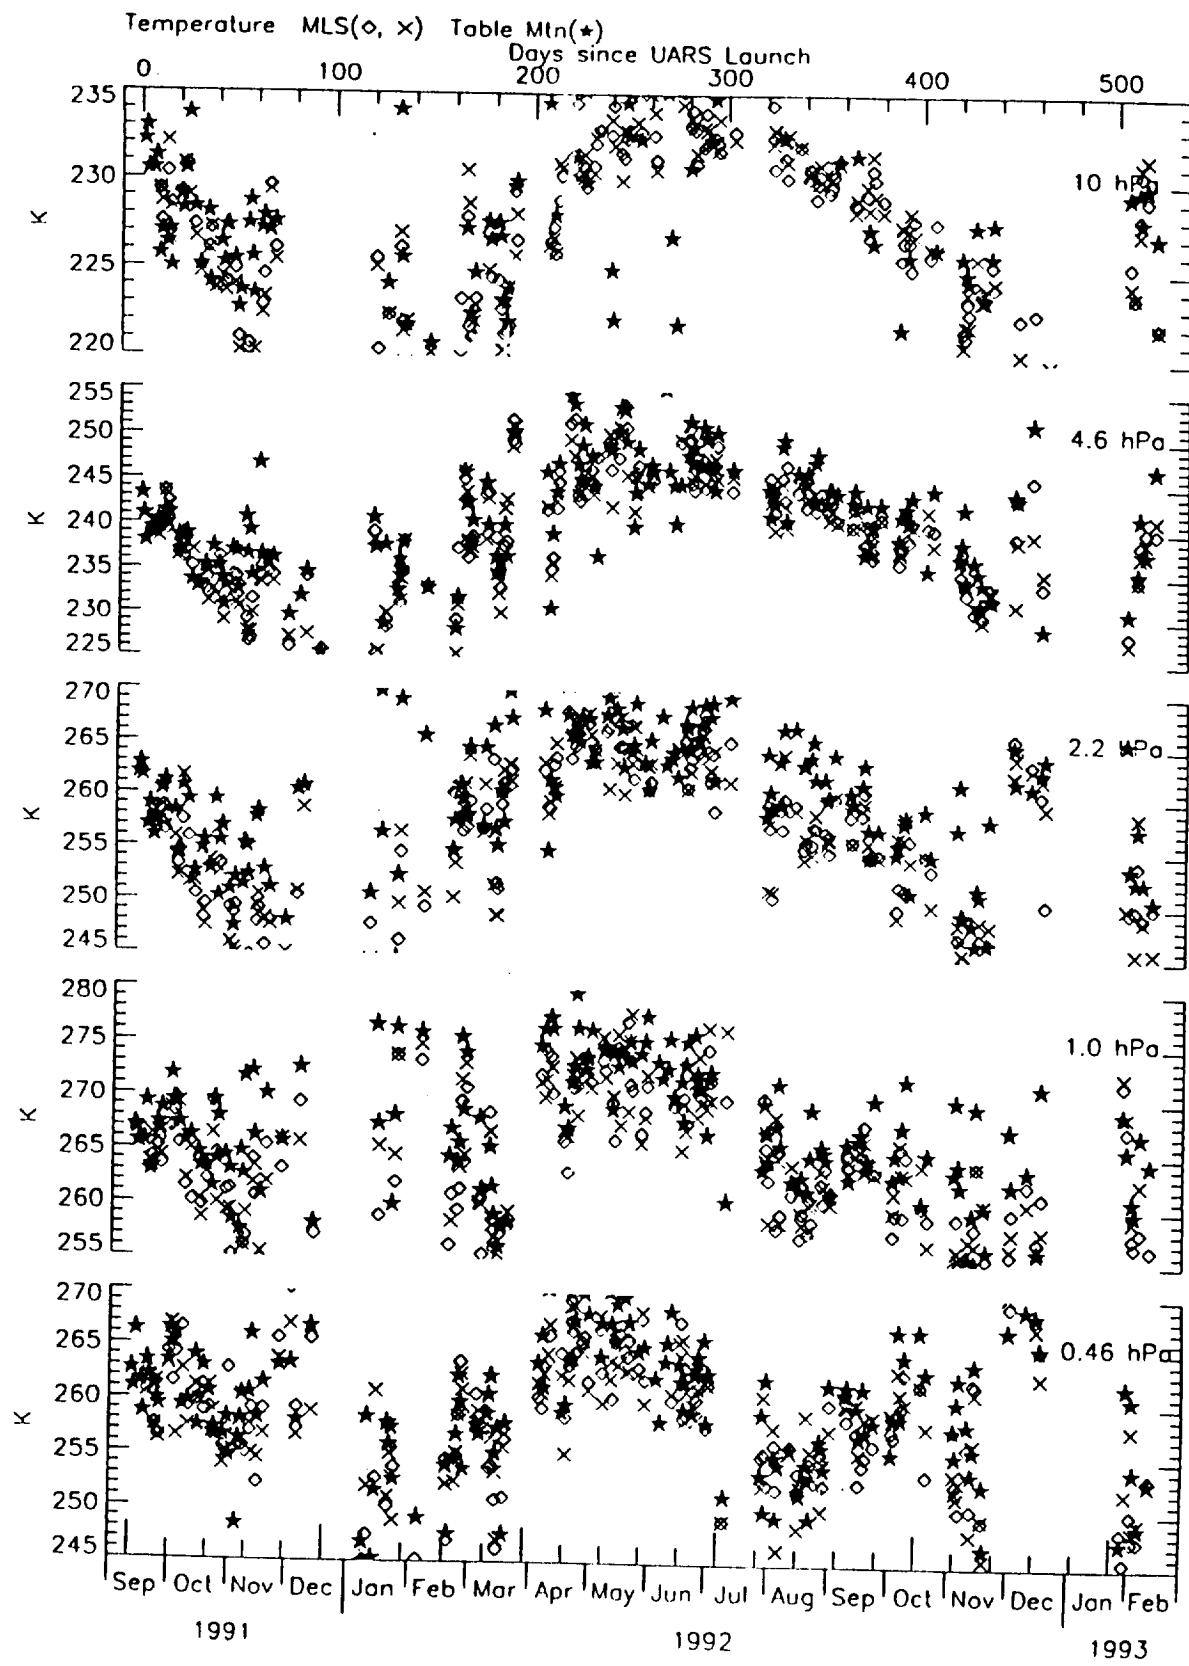 Temperature MLS(◇, ×) Table Mtn(★)
Days since UARS Launch
0 100 200 300 400 500
235
230
225
220
K
10 hPa
255
250
245
240
235
230
225
K
4.6 hPa
270
265
260
255
250
245
K
2.2 hPa
280
275
270
265
260
255
K
1.0 hPa
270
265
260
255
250
245
K
0.46 hPa
Sep Oct Nov Dec Jan Feb Mar Apr May Jun Jul Aug Sep Oct Nov Dec Jan Feb
1991 1992 1993